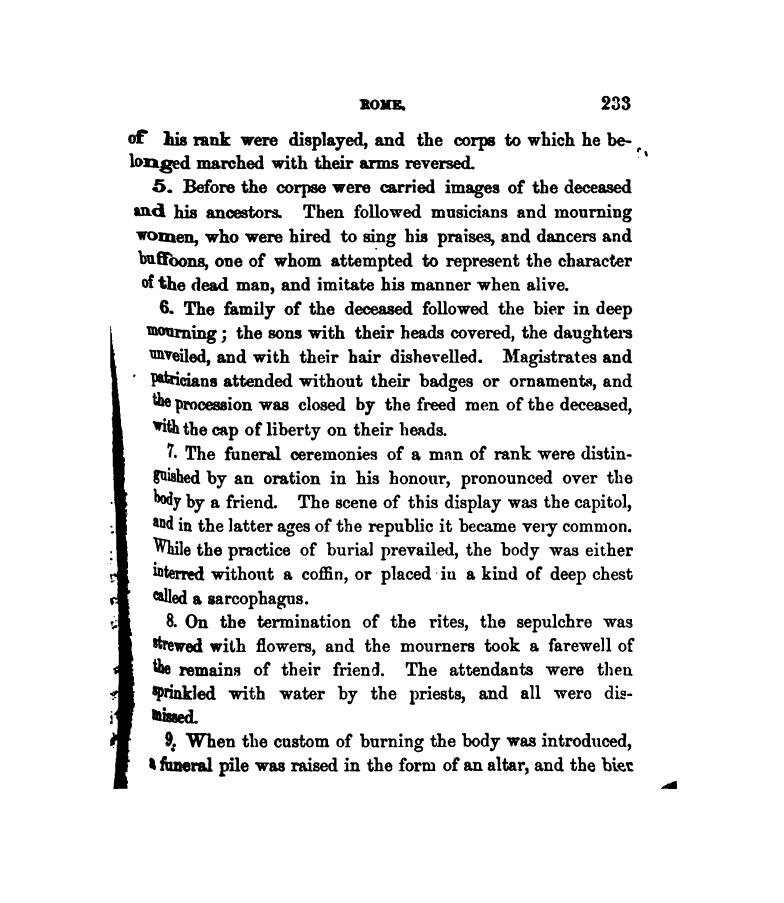 ROME. 233
of his rank were displayed, and the corps to which he be-
longed marched with their arms reversed.
5. Before the corpse were carried images of the deceased
and his ancestors. Then followed musicians and mourning
women, who were hired to sing his praises, and dancers and
buffoons, one of whom attempted to represent the character
of the dead man, and imitate his manner when alive.
6. The family of the deceased followed the bier in deep
mourning; the sons with their heads covered, the daughters
unveiled, and with their hair dishevelled. Magistrates and
patricians attended without their badges or ornaments, and
the procession was closed by the freed men of the deceased,
with the cap of liberty on their heads.
7. The funeral ceremonies of a man of rank were distin-
guished by an oration in his honour, pronounced over the
body by a friend. The scene of this display was the capitol,
and in the latter ages of the republic it became very common.
While the practice of burial prevailed, the body was either
interred without a coffin, or placed in a kind of deep chest
called a sarcophagus.
8. On the termination of the rites, the sepulchre was
strewed with flowers, and the mourners took a farewell of
the remains of their friend. The attendants were then
sprinkled with water by the priests, and all were dis-
missed.
9. When the custom of burning the body was introduced,
a funeral pile was raised in the form of an altar, and the bier